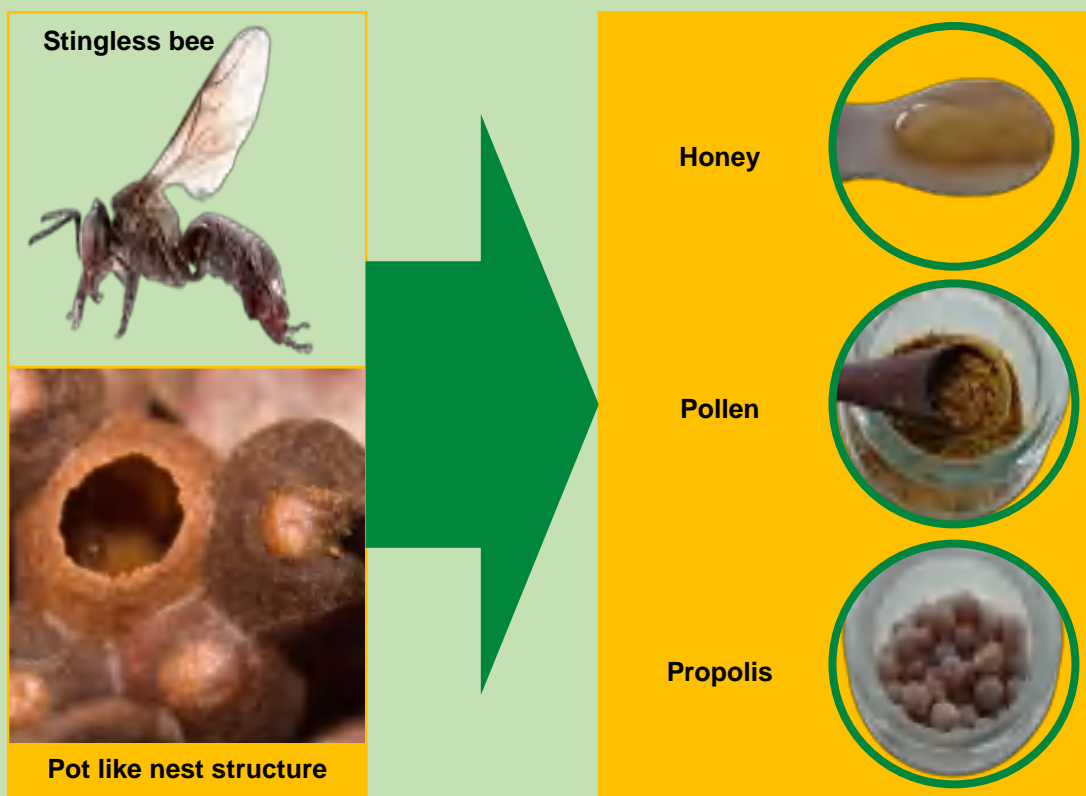 Stingless bee
Pot like nest structure
Honey
Pollen
Propolis